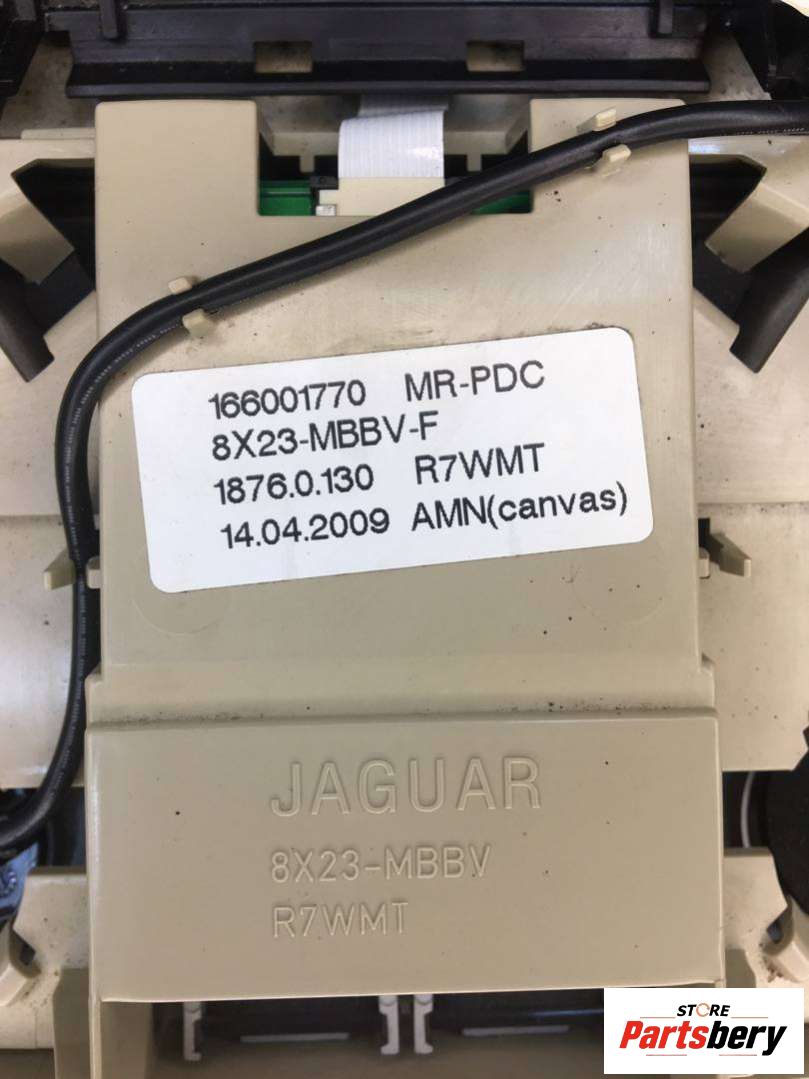 166001770 MR-PDC
8X23-MBBV-F
1876.0.130 R7WMT
14.04.2009 AMN(canvas)
JAGUAR
8X23-MBBV
R7WMT
STORE
Partsbery